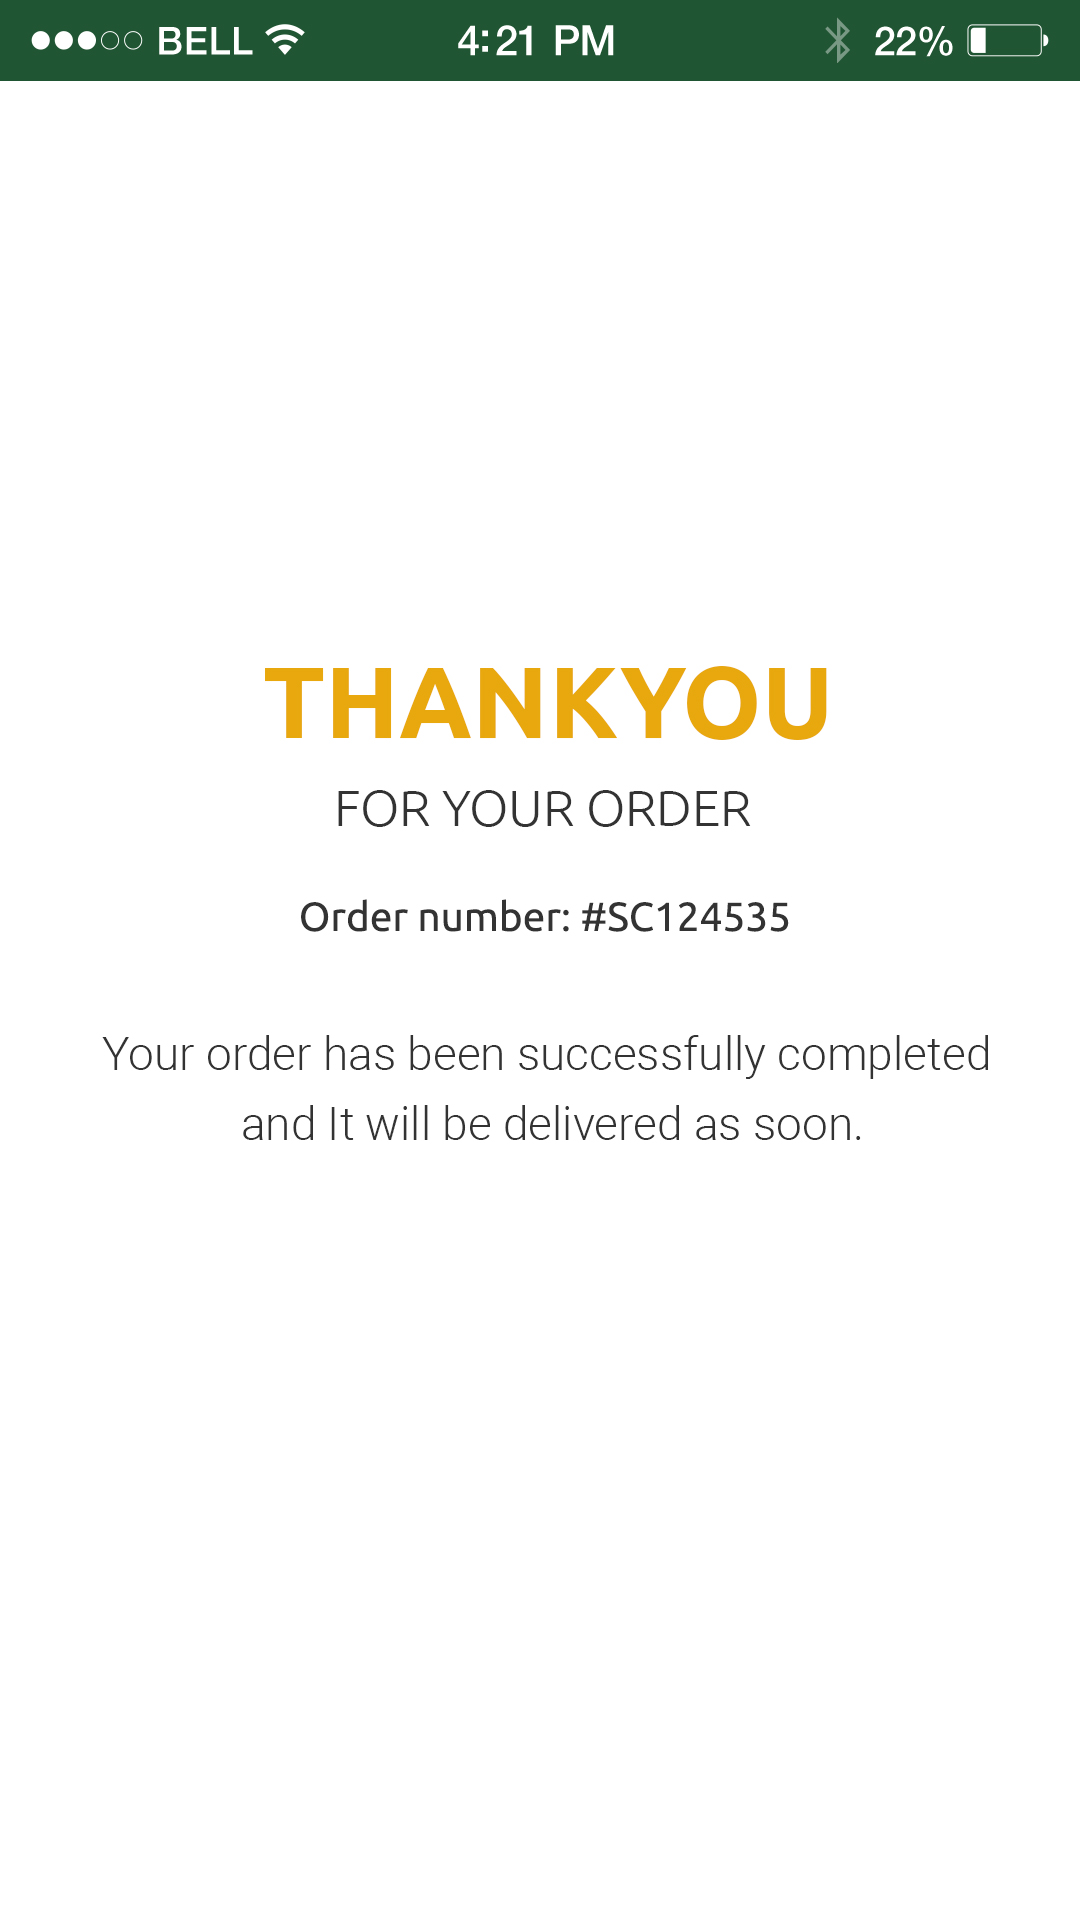 BELL 4:21 PM 22%
THANKYOU
FOR YOUR ORDER
Order number: #SC124535
Your order has been successfully completed
and It will be delivered as soon.